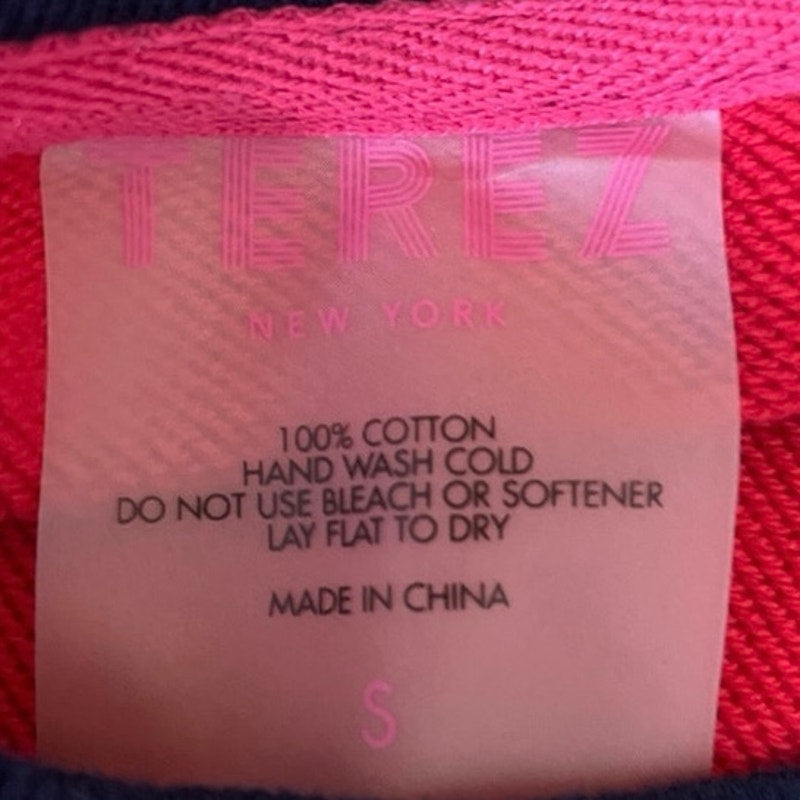 TEREZ
NEW YORK
100% COTTON
HAND WASH COLD
DO NOT USE BLEACH OR SOFTENER
LAY FLAT TO DRY
MADE IN CHINA
S